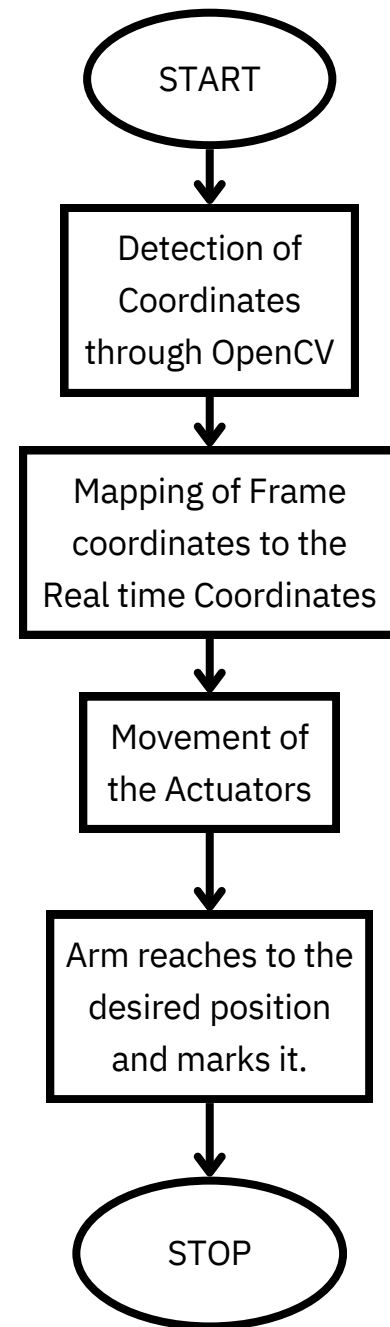 START
Detection of
Coordinates
through OpenCV
Mapping of Frame
coordinates to the
Real time Coordinates
Movement of
the Actuators
Arm reaches to the
desired position
and marks it.
STOP